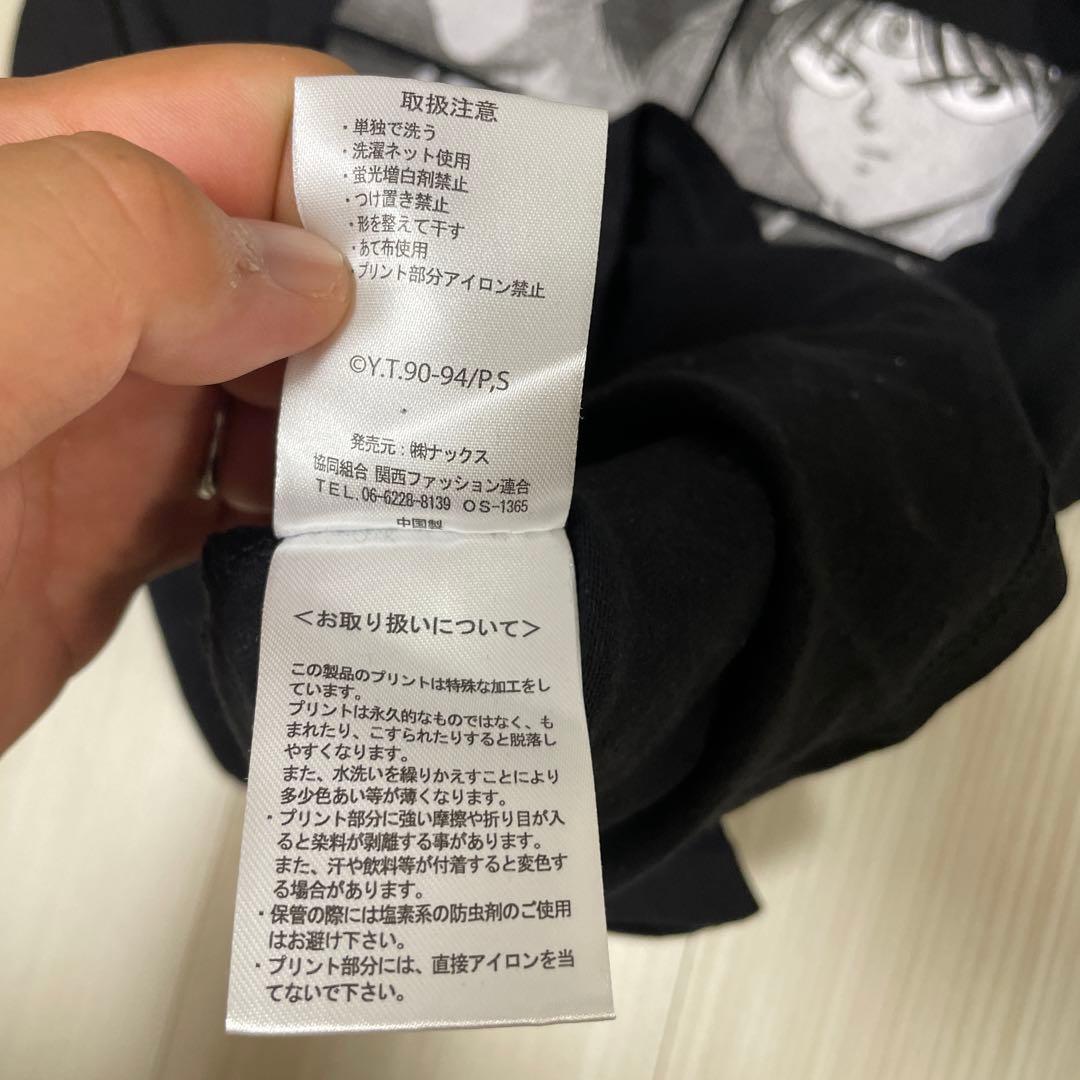 取扱注意
・単独で洗う
・洗濯ネット使用
・蛍光増白剤禁止
・つけ置き禁止
・形を整えて干す
・あて布使用
・プリント部分アイロン禁止
©Y.T.90-94/P,S
発売元：㈱ナックス
協同組合 関西ファッション連合
TEL.06-6228-8139 OS-1365
中国製
＜お取り扱いについて＞
この製品のプリントは特殊な加工をし
ています。
プリントは永久的なものではなく、も
まれたり、こすられたりすると脱落し
やすくなります。
また、水洗いを繰りかえすことにより
多少色あい等が薄くなります。
・プリント部分に強い摩擦や折り目が入
ると染料が剥離する事があります。
また、汗や飲料等が付着すると変色す
る場合があります。
・保管の際には塩素系の防虫剤のご使用
はお避け下さい。
・プリント部分には、直接アイロンを当
てないで下さい。